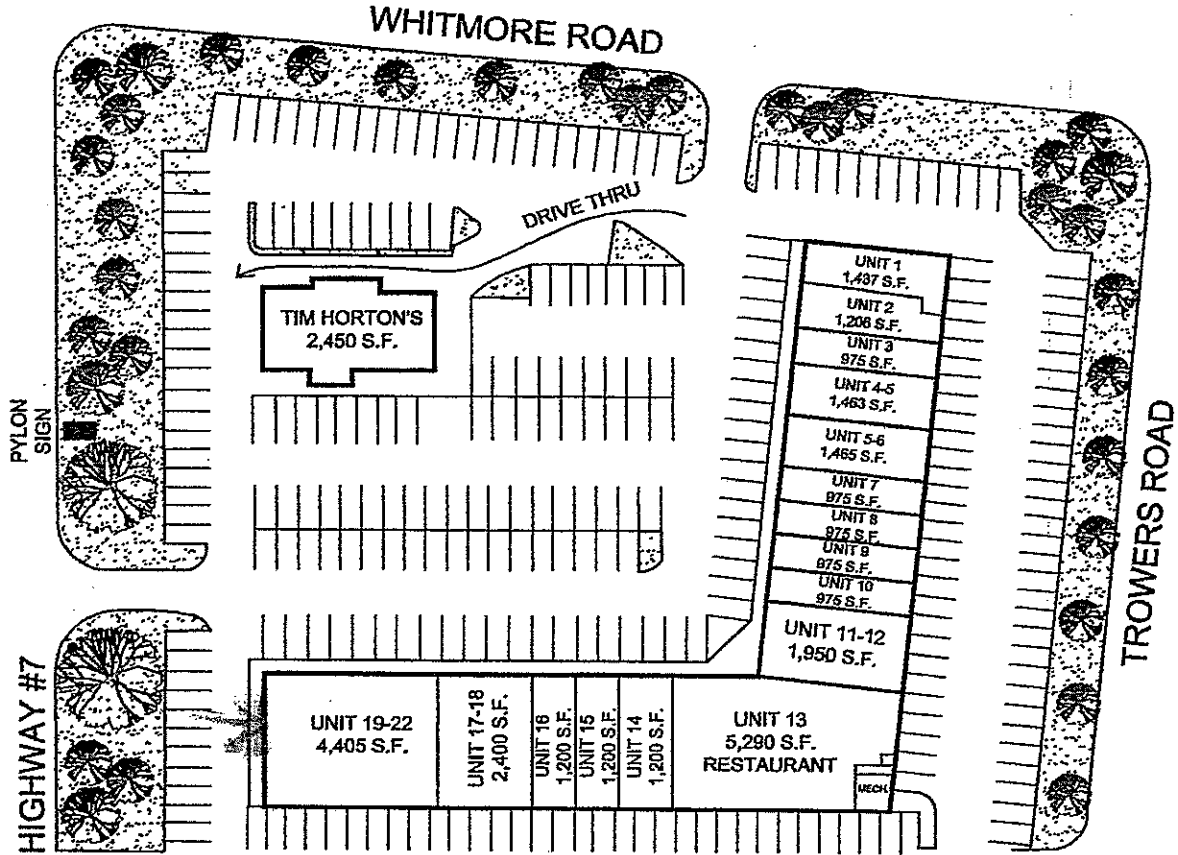 WHITMORE ROAD
DRIVE THRU
TIM HORTON'S
2,450 S.F.
PYLON
SIGN
HIGHWAY #7
TROWERS ROAD
UNIT 1
1,437 S.F.
UNIT 2
1,206 S.F.
UNIT 3
975 S.F.
UNIT 4-5
1,463 S.F.
UNIT 5-6
1,465 S.F.
UNIT 7
975 S.F.
UNIT 8
975 S.F.
UNIT 9
975 S.F.
UNIT 10
975 S.F.
UNIT 11-12
1,950 S.F.
UNIT 19-22
4,405 S.F.
UNIT 17-18
2,400 S.F.
UNIT 16
1,200 S.F.
UNIT 15
1,200 S.F.
UNIT 14
1,200 S.F.
UNIT 13
5,290 S.F.
RESTAURANT
MECH.